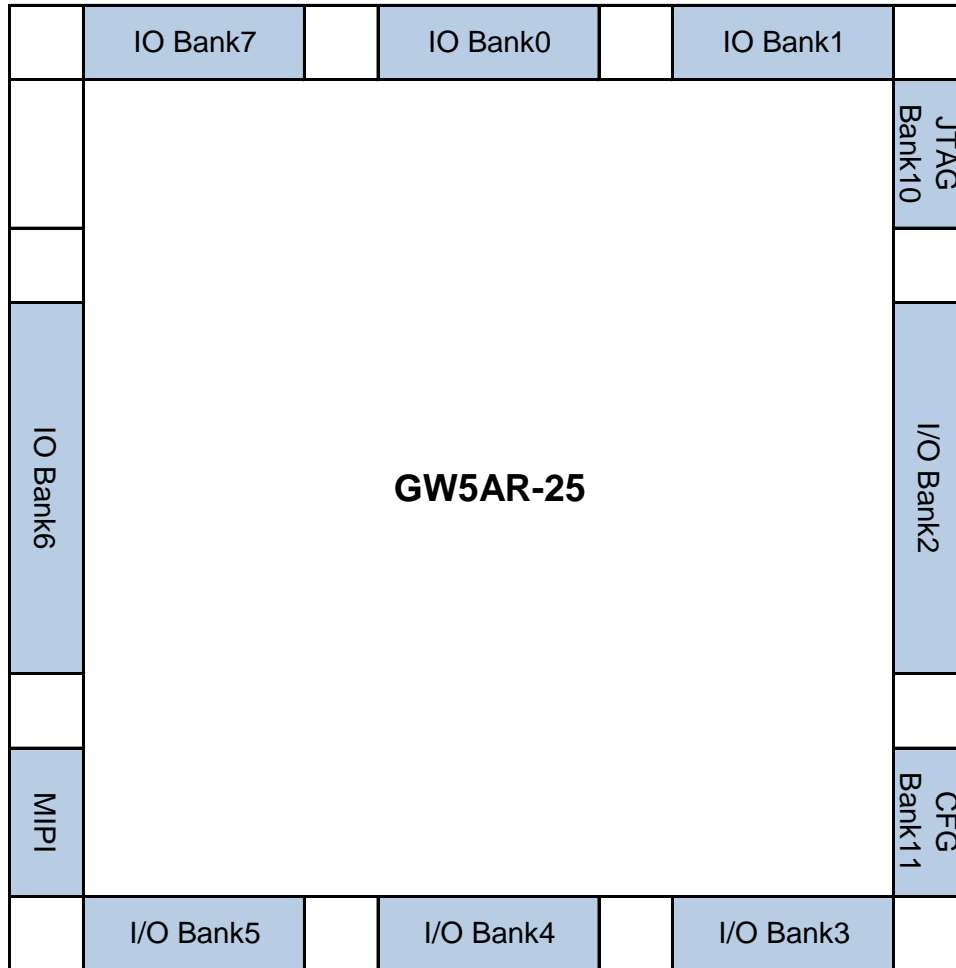 IO Bank7
IO Bank0
IO Bank1
JTAG
Bank10
IO Bank6
GW5AR-25
I/O Bank2
MIPI
CFG
Bank11
I/O Bank5
I/O Bank4
I/O Bank3